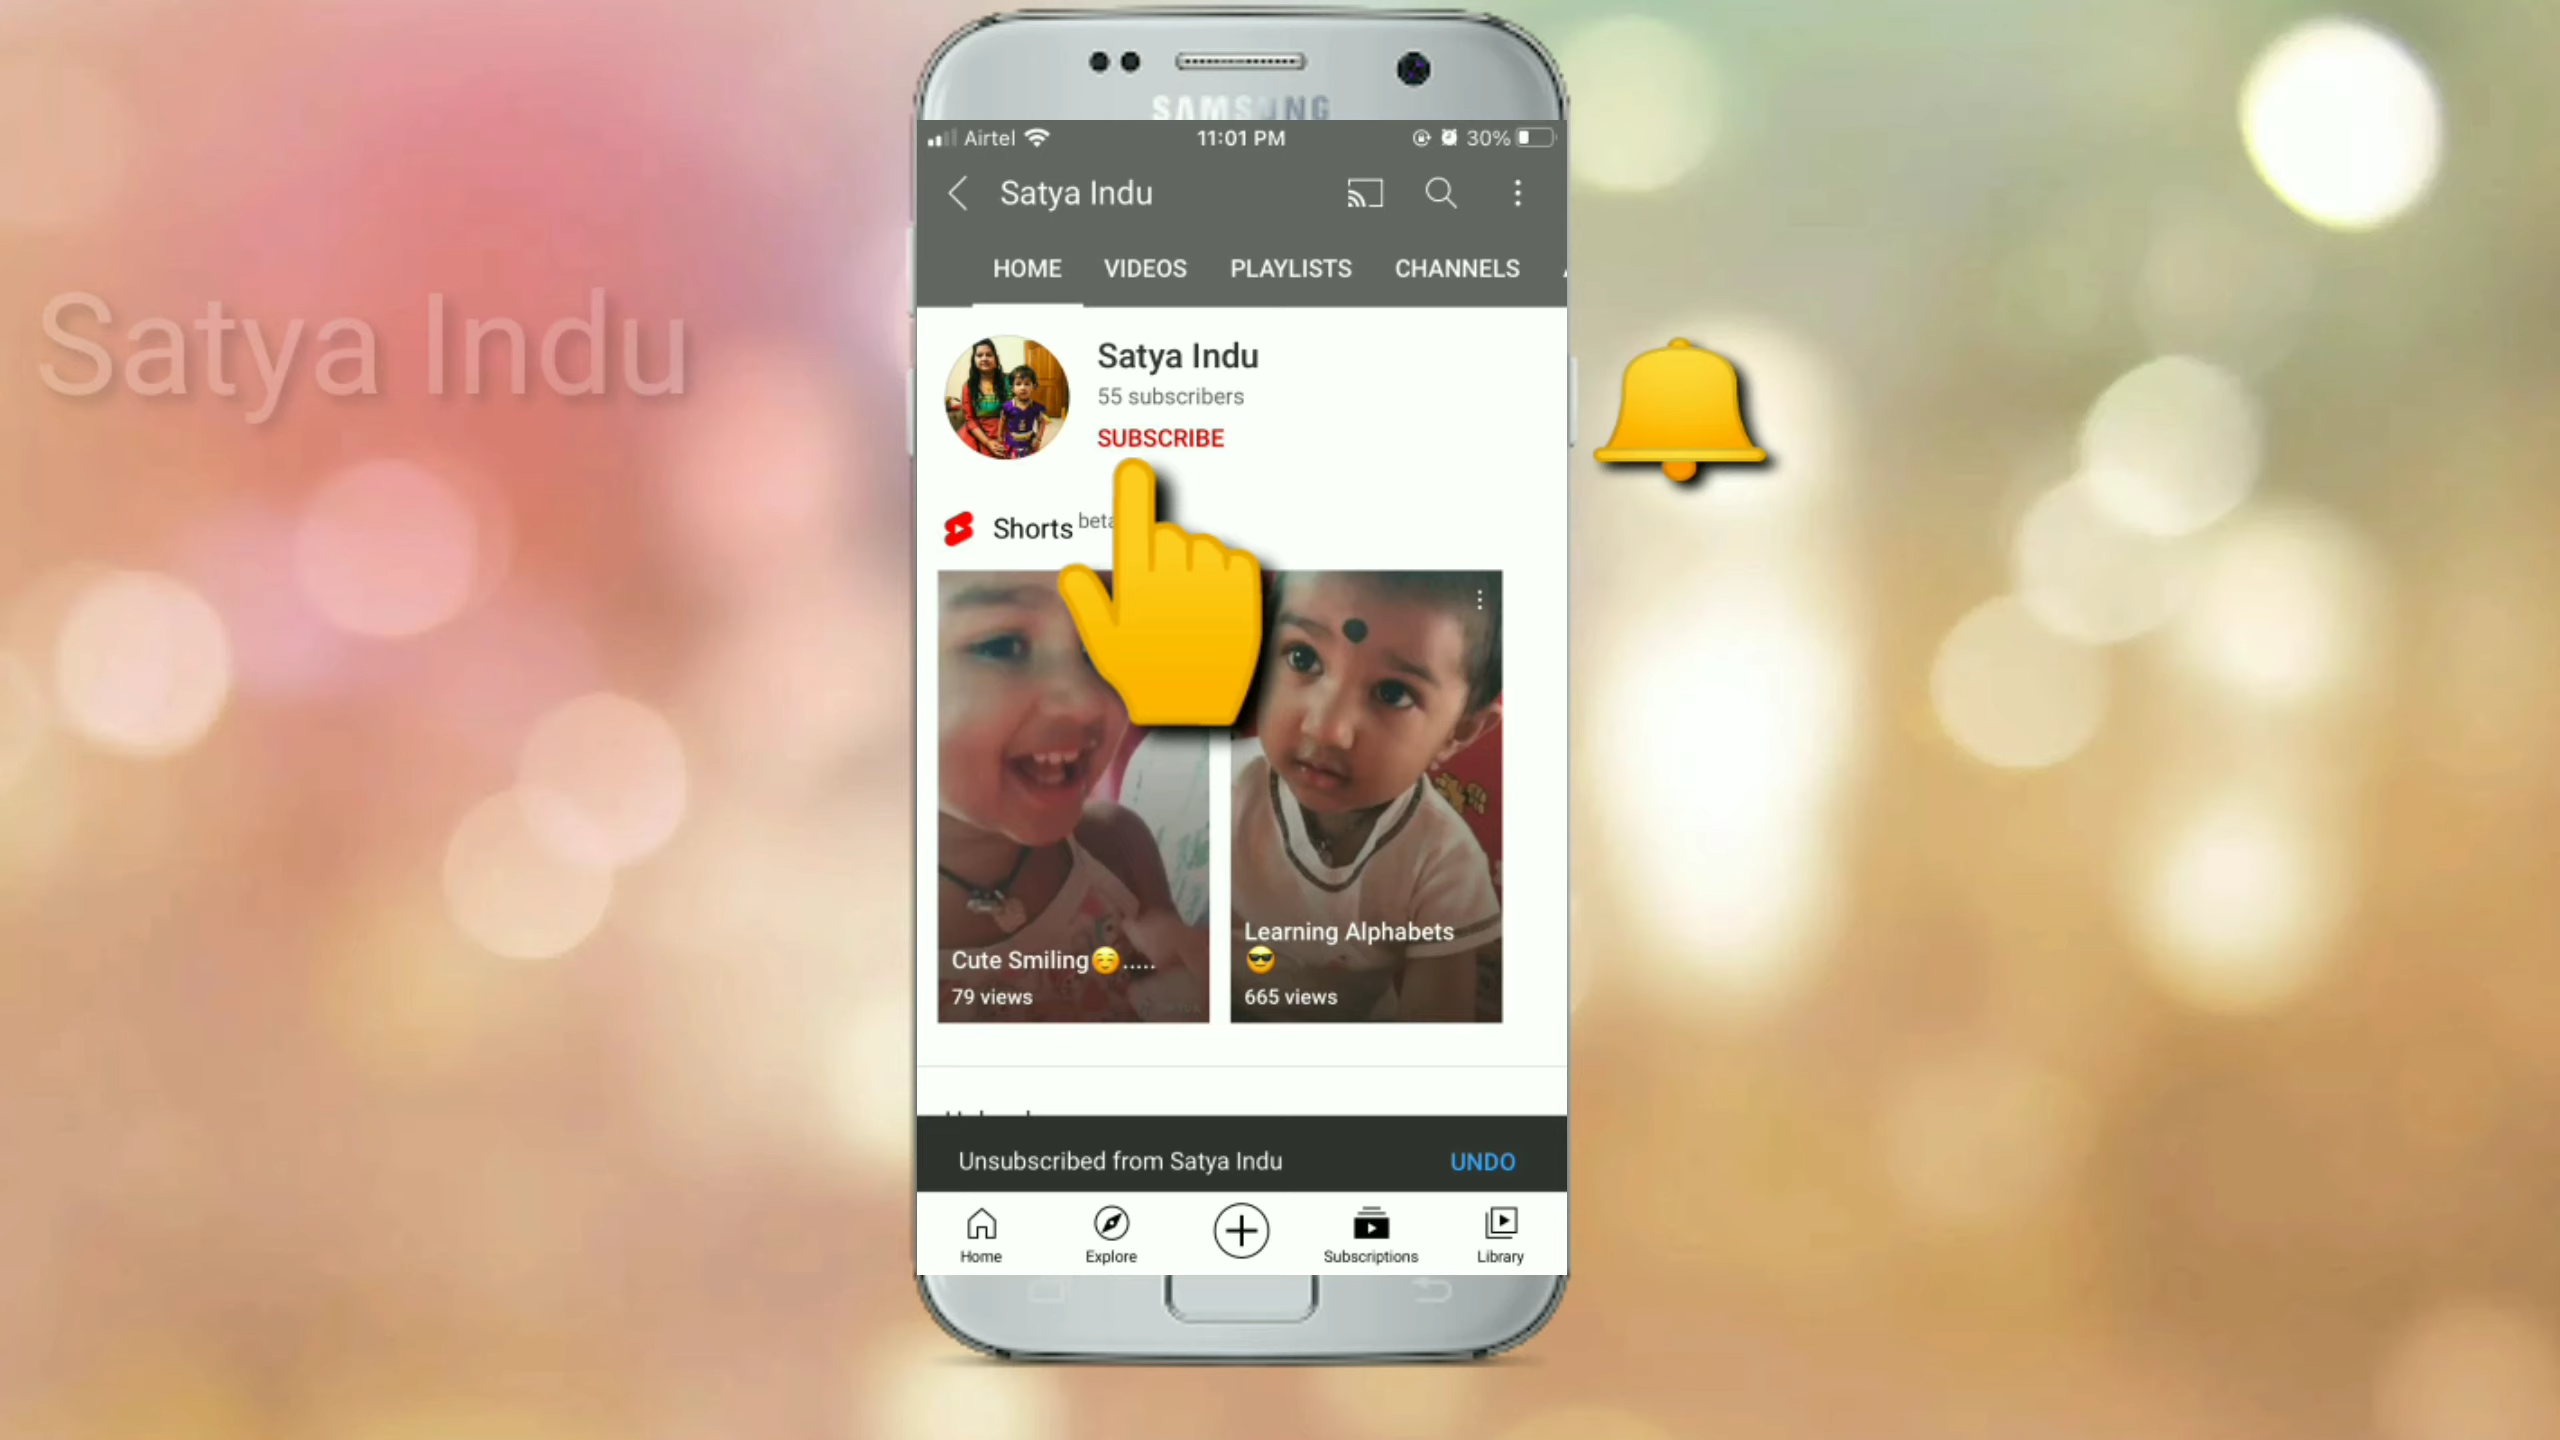 SAMSUNG
Airtel 11:01 PM 30%
Satya Indu
HOME VIDEOS PLAYLISTS CHANNELS
Satya Indu
Satya Indu
55 subscribers
SUBSCRIBE
Shorts beta
Cute Smiling☺️.....
79 views
Learning Alphabets
😎
665 views
Unsubscribed from Satya Indu UNDO
Home Explore Subscriptions Library